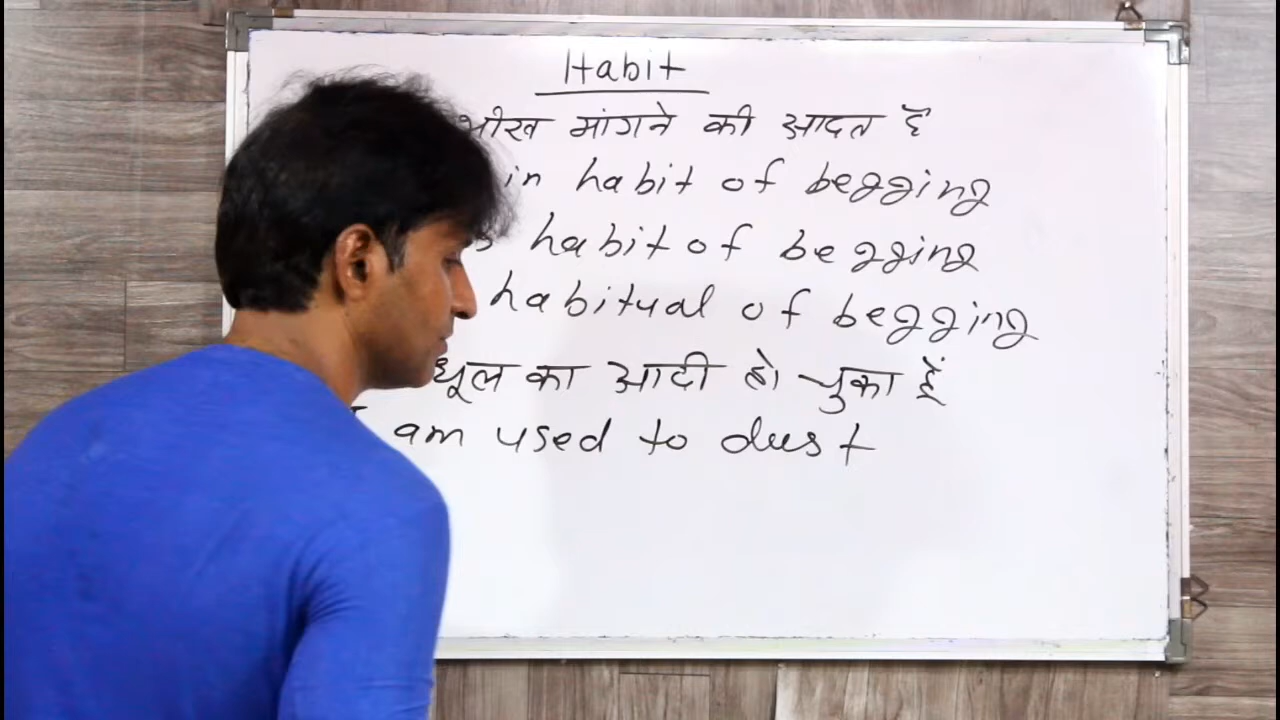 Habit
भीख मांगने की आदत है
in habit of begging
habit of begging
habitual of begging
धूल का आदी हो चुका हूँ
I am used to dust